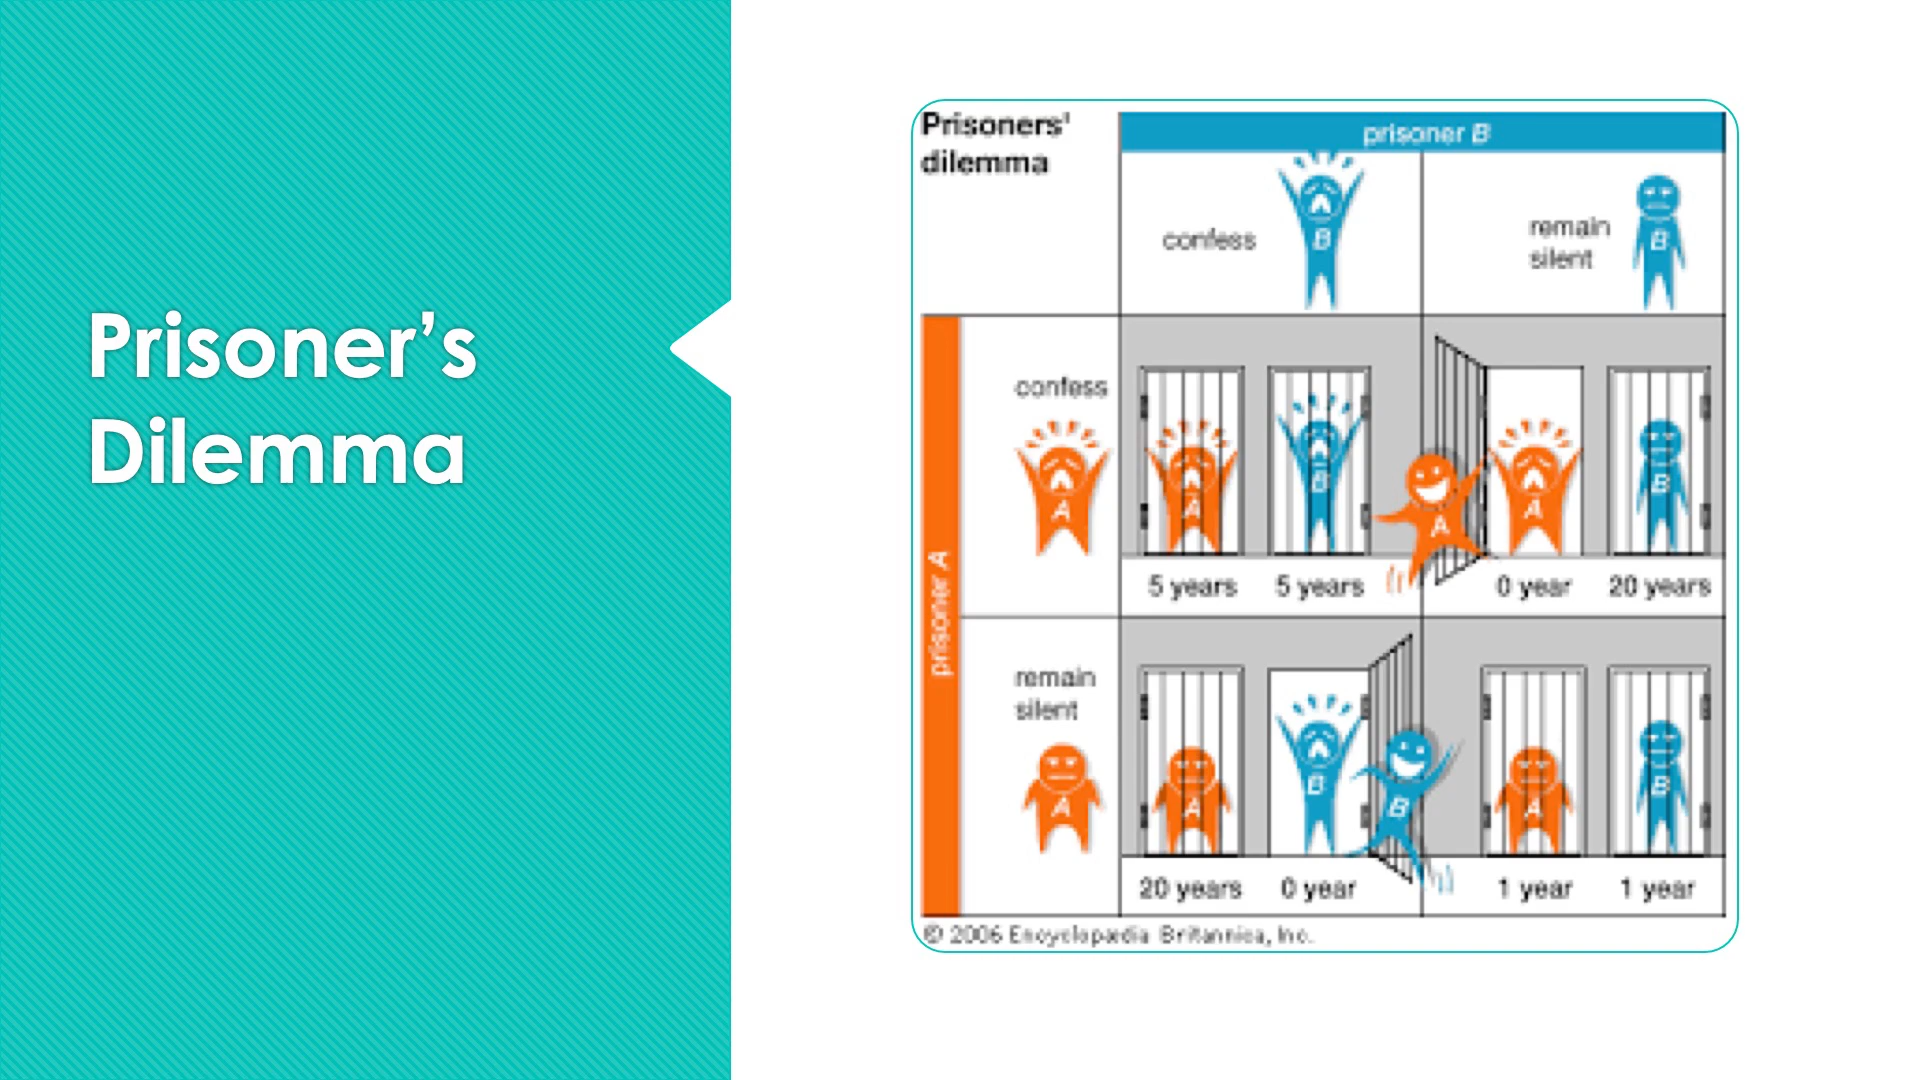 Prisoner’s
Dilemma
Prisoners'
dilemma
prisoner B
confess
B
remain
silent
B
prisoner A
confess
A
A
B
A
A
B
5 years
5 years
0 year
20 years
remain
silent
A
A
B
B
A
B
20 years
0 year
1 year
1 year
© 2006 Encyclopædia Britannica, Inc.